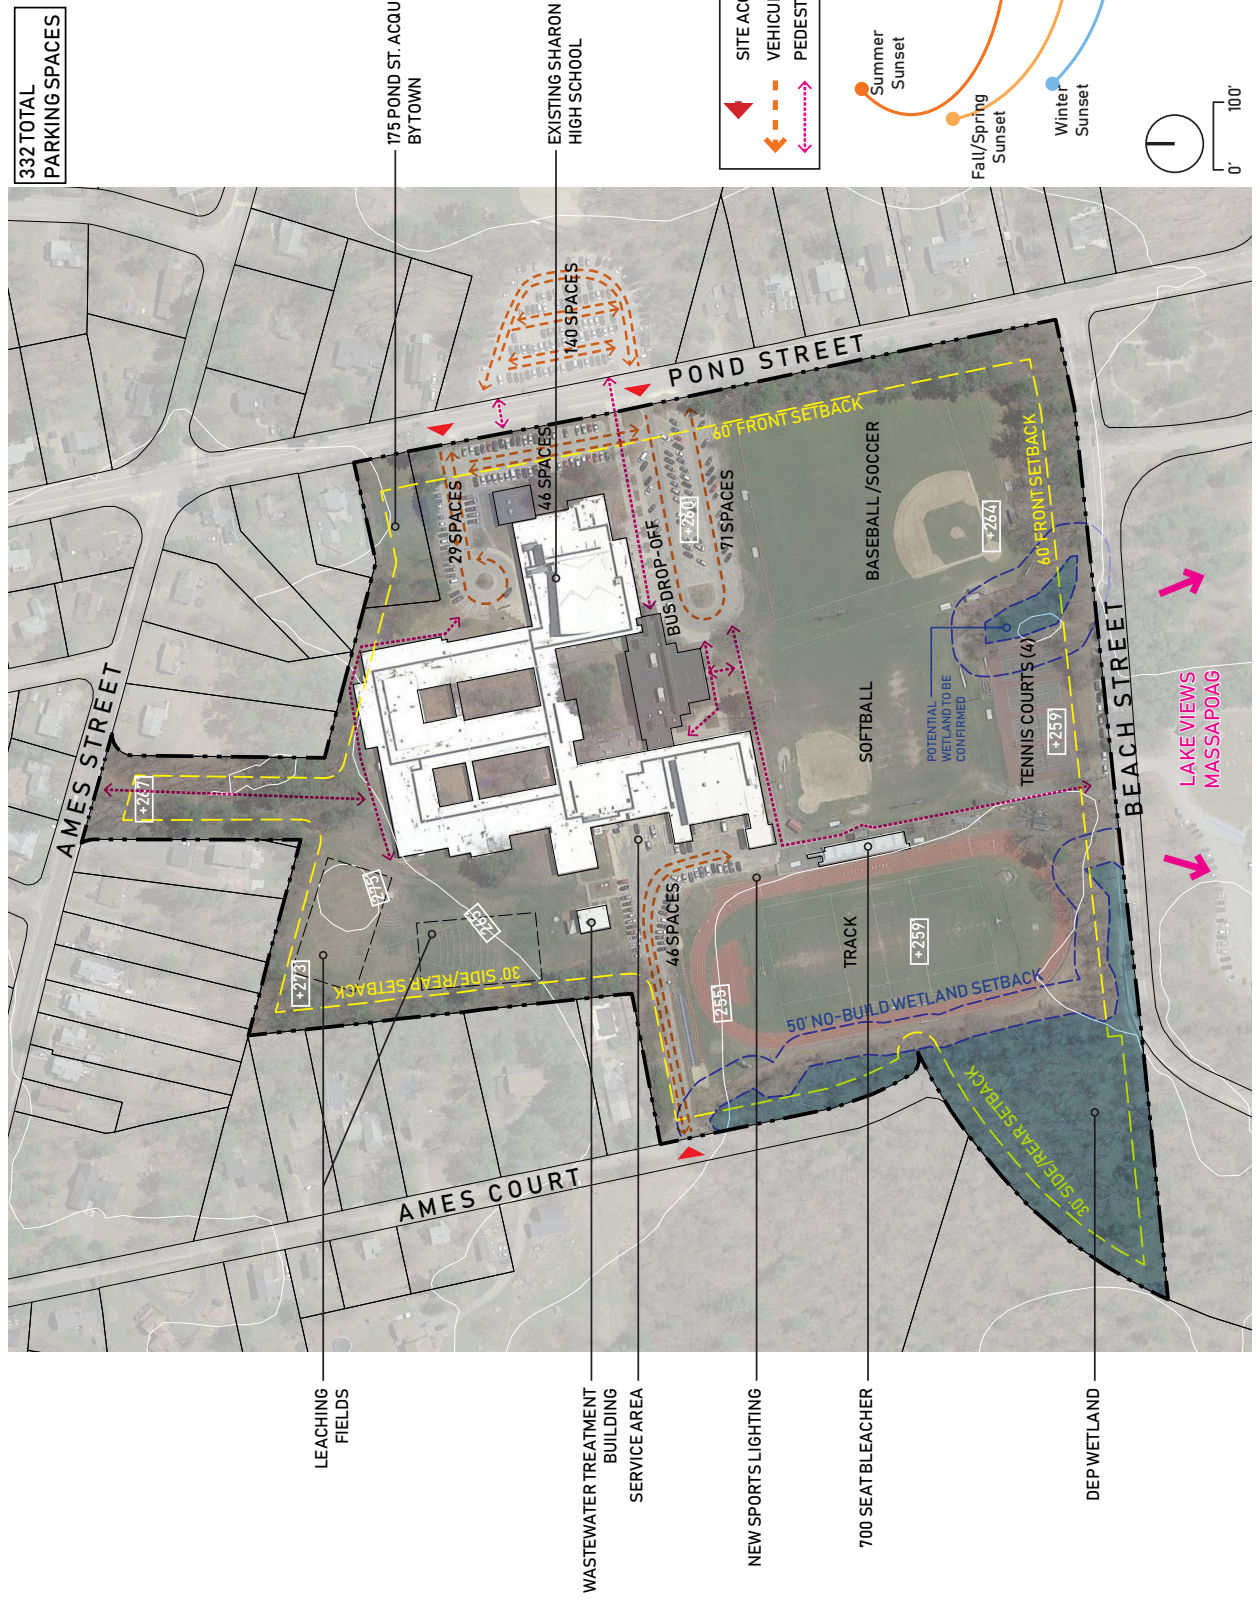 332 TOTAL
PARKING SPACES
175 POND ST. ACQU
BY TOWN
EXISTING SHARON
HIGH SCHOOL
SITE ACC
VEHICU
PEDEST
Summer
Sunset
Fall/Spring
Sunset
Winter
Sunset
0'
100'
AMES STREET
POND STREET
BEACH STREET
AMES COURT
140 SPACES
46 SPACES
29 SPACES
71 SPACES
46 SPACES
BUS DROP-OFF
60' FRONT SETBACK
60' FRONT SETBACK
30' SIDE/REAR SETBACK
30' SIDE/REAR SETBACK
50' NO-BUILD WETLAND SETBACK
BASEBALL/SOCCER
SOFTBALL
TENNIS COURTS (4)
TRACK
POTENTIAL
WETLAND TO BE
CONFIRMED
+260
+264
+259
+259
+273
275
265
255
LAKE VIEWS
MASSAPOAG
LEACHING
FIELDS
WASTEWATER TREATMENT
BUILDING
SERVICE AREA
NEW SPORTS LIGHTING
700 SEAT BLEACHER
DEP WETLAND